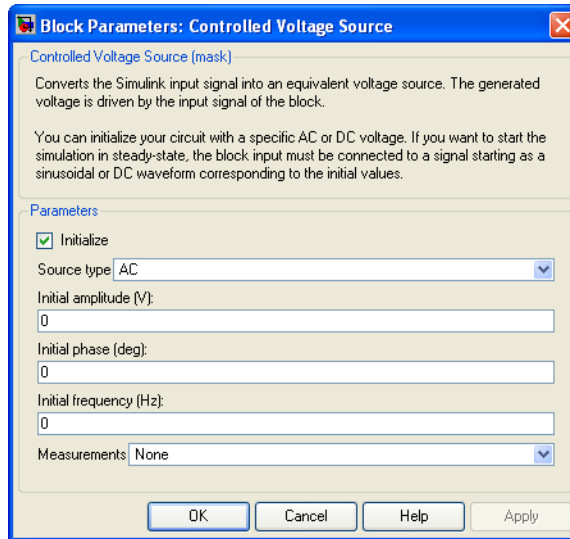 Block Parameters: Controlled Voltage Source
Controlled Voltage Source (mask)
Converts the Simulink input signal into an equivalent voltage source. The generated
voltage is driven by the input signal of the block.
You can initialize your circuit with a specific AC or DC voltage. If you want to start the
simulation in steady-state, the block input must be connected to a signal starting as a
sinusoidal or DC waveform corresponding to the initial values.
Parameters
Initialize
Source type AC
Initial amplitude (V):
0
Initial phase (deg):
0
Initial frequency (Hz):
0
Measurements None
OK Cancel Help Apply